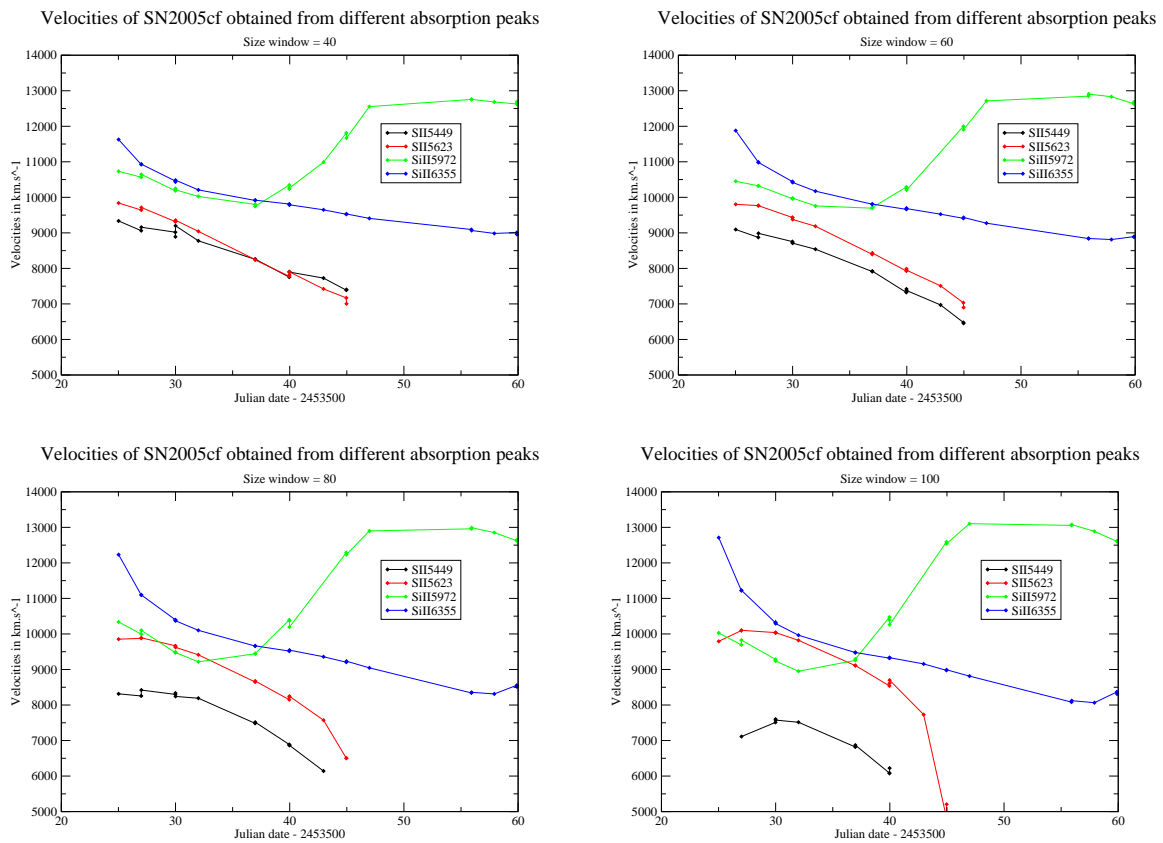 Velocities of SN2005cf obtained from different absorption peaks
Size window = 40
14000
13000
12000
11000
10000
9000
8000
7000
6000
5000
Velocities in km.s^-1
SII5449
SII5623
SiII5972
SiII6355
20
30
40
50
60
Julian date - 2453500
Velocities of SN2005cf obtained from different absorption peaks
Size window = 60
14000
13000
12000
11000
10000
9000
8000
7000
6000
5000
Velocities in km.s^-1
SII5449
SII5623
SiII5972
SiII6355
20
30
40
50
60
Julian date - 2453500
Velocities of SN2005cf obtained from different absorption peaks
Size window = 80
14000
13000
12000
11000
10000
9000
8000
7000
6000
5000
Velocities in km.s^-1
SII5449
SII5623
SiII5972
SiII6355
20
30
40
50
60
Julian date - 2453500
Velocities of SN2005cf obtained from different absorption peaks
Size window = 100
14000
13000
12000
11000
10000
9000
8000
7000
6000
5000
Velocities in km.s^-1
SII5449
SII5623
SiII5972
SiII6355
20
30
40
50
60
Julian date - 2453500